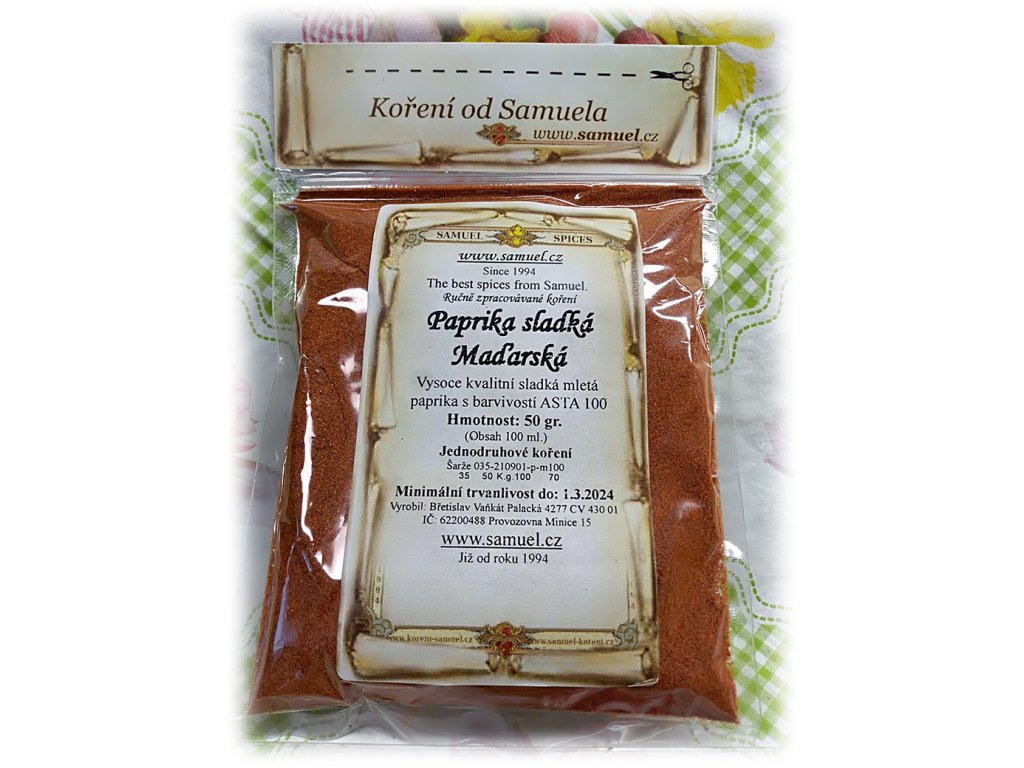 Koření od Samuela
www.samuel.cz
SAMUEL SPICES
www.samuel.cz
Since 1994
The best spices from Samuel.
Ručně zpracovávané koření
Paprika sladká
Maďarská
Vysoce kvalitní sladká mletá
paprika s barvivostí ASTA 100
Hmotnost: 50 gr.
(Obsah 100 ml.)
Jednodruhové koření
Šarže 035-210901-p-m100
35 50 K.g.100 70
Minimální trvanlivost do: 1.3.2024
Vyrobil: Břetislav Vaňkát Palacká 4277 CV 430 01
IČ: 62200488 Provozovna Minice 15
www.samuel.cz
Již od roku 1994
1994
www.koreni-samuel.cz www.samuel-koreni.cz